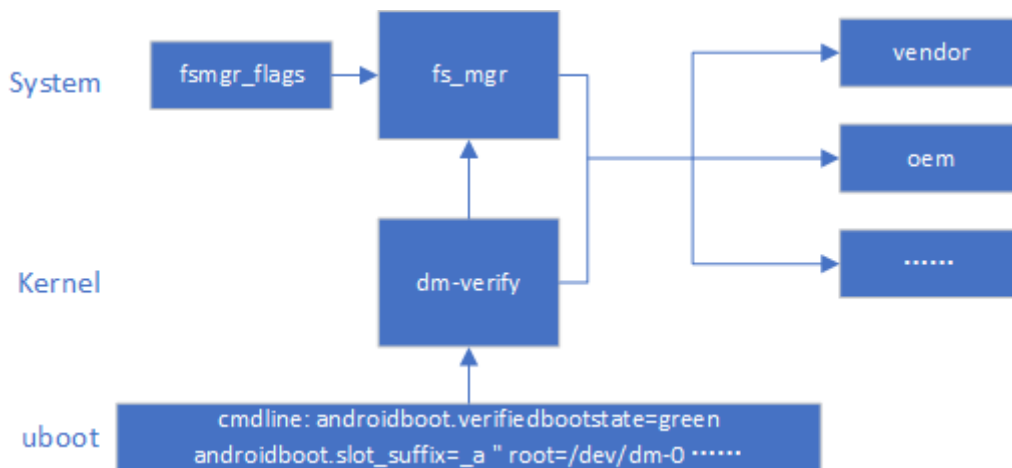 System
fsmgr_flags
fs_mgr
vendor
oem
······
Kernel
dm-verify
uboot
cmdline: androidboot.verifiedbootstate=green
androidboot.slot_suffix=_a " root=/dev/dm-0 ······